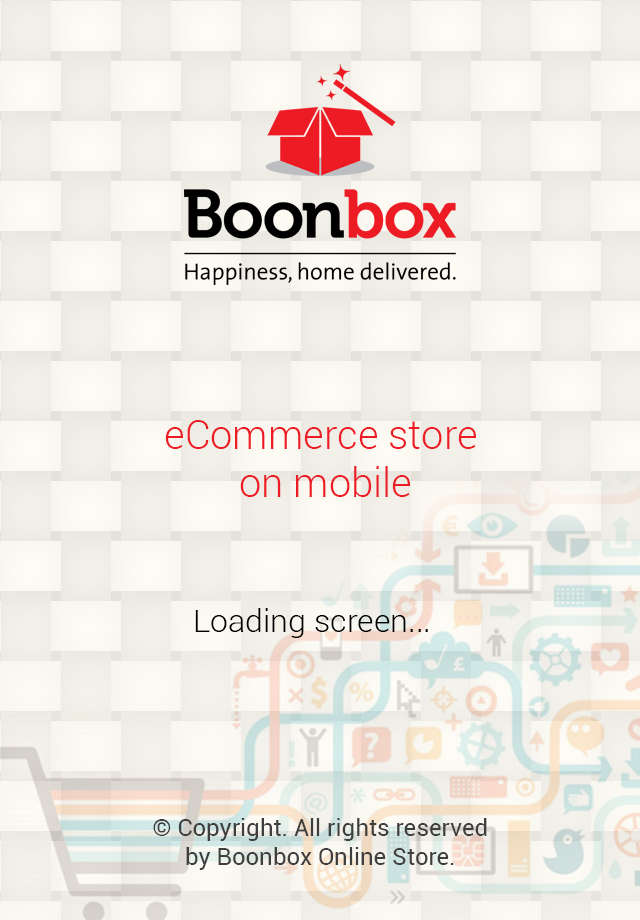 Boonbox
Happiness, home delivered.
eCommerce store
on mobile
Loading screen...
© Copyright. All rights reserved
by Boonbox Online Store.